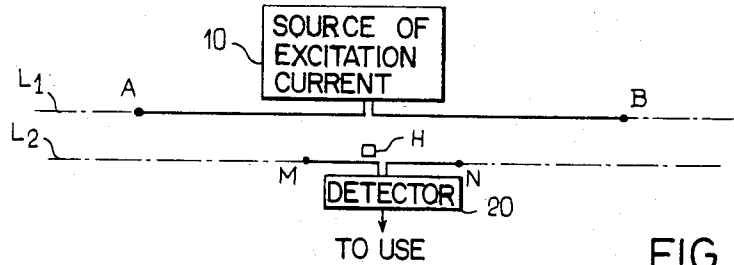 SOURCE OF
10
EXCITATION
CURRENT
L1
A
B
L2
H
M
N
DETECTOR
20
TO USE
FIG